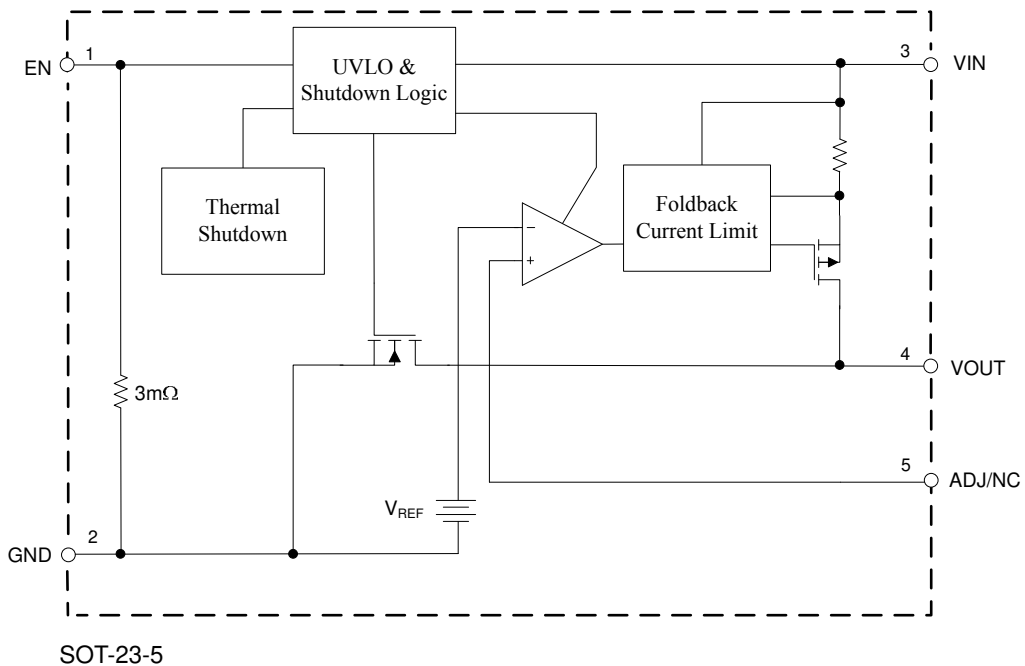 EN
1
UVLO &
Shutdown Logic
3
VIN
Thermal
Shutdown
Foldback
Current Limit
−
+
4
VOUT
3mΩ
5
ADJ/NC
VREF
GND
2
SOT-23-5